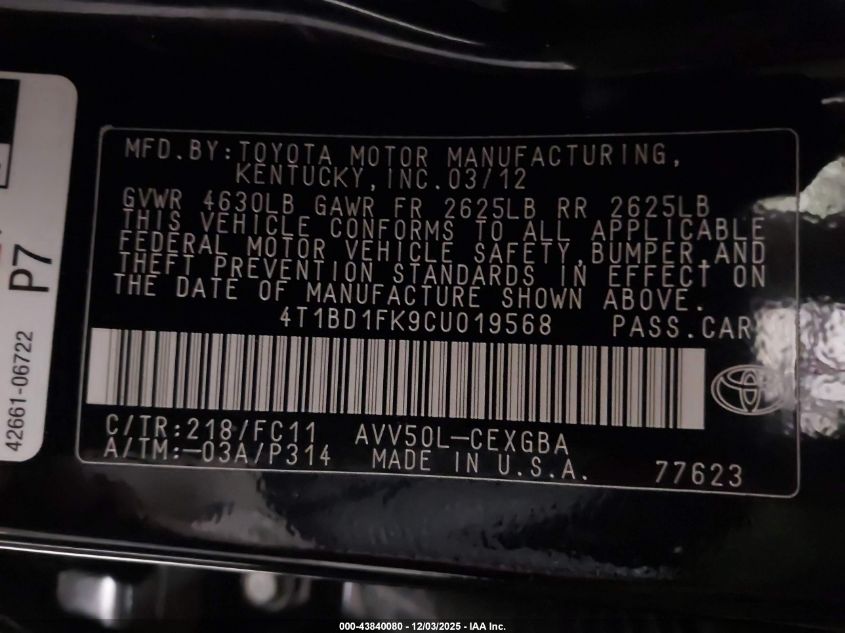 MFD.BY:TOYOTA MOTOR MANUFACTURING,
KENTUCKY,INC.03/12
GVWR 4630LB GAWR FR 2625LB RR 2625LB
THIS VEHICLE CONFORMS TO ALL APPLICABLE
FEDERAL MOTOR VEHICLE SAFETY,BUMPER,AND
THEFT PREVENTION STANDARDS IN EFFECT ON
THE DATE OF MANUFACTURE SHOWN ABOVE.
4T1BD1FK9CU019568 PASS.CAR
C/TR:218/FC11 AVV50L-CEXGBA
A/TM:-03A/P314 MADE IN U.S.A. 77623
P7
42661-06722
000-43840080 - 12/03/2025 - IAA Inc.